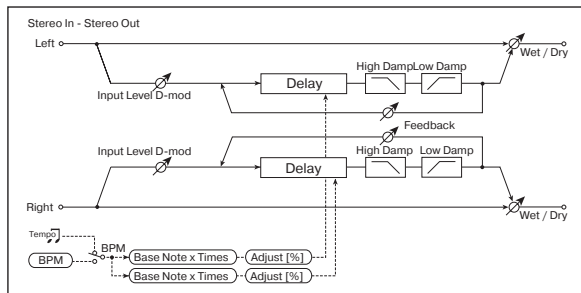 Stereo In - Stereo Out
Left
Wet / Dry
High Damp Low Damp
Delay
Input Level D-mod
Feedback
Input Level D-mod
High Damp Low Damp
Delay
Right
Wet / Dry
Tempo
BPM
BPM
Base Note x Times
Adjust [%]
Base Note x Times
Adjust [%]